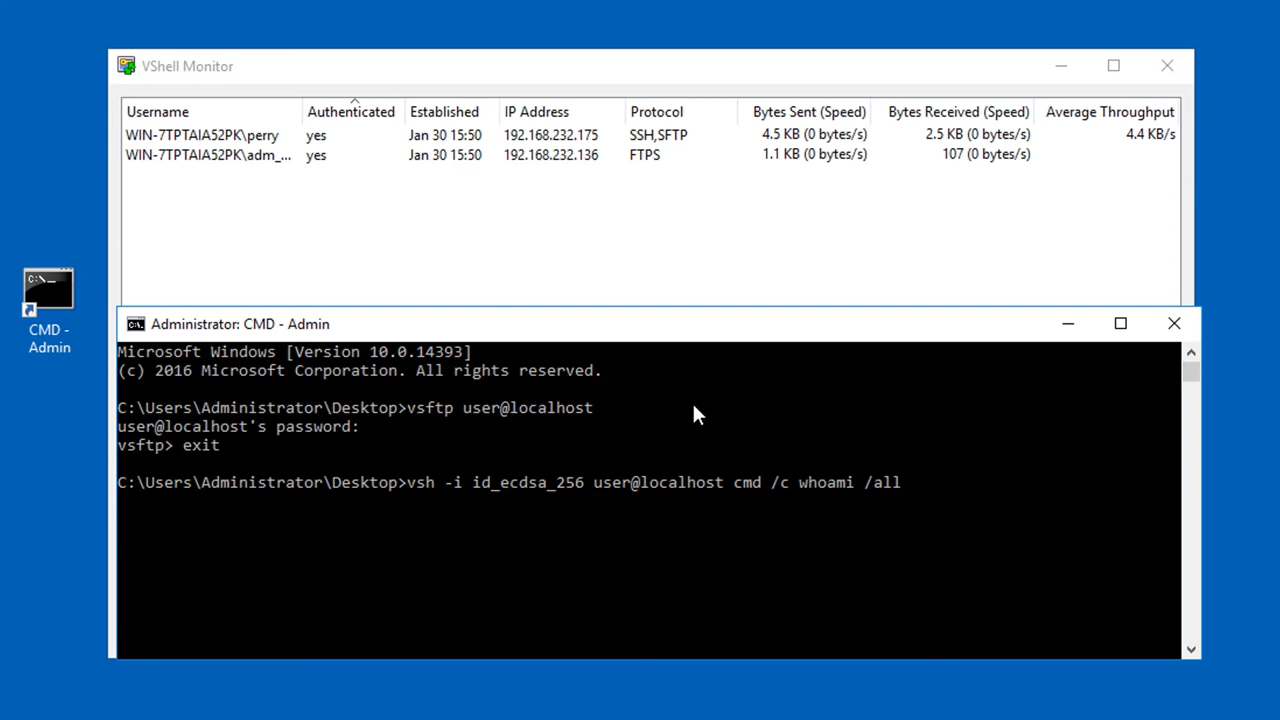 VShell Monitor
Username Authenticated Established IP Address Protocol Bytes Sent (Speed) Bytes Received (Speed) Average Throughput
WIN-7TPTAIA52PK\perry yes Jan 30 15:50 192.168.232.175 SSH,SFTP 4.5 KB (0 bytes/s) 2.5 KB (0 bytes/s) 4.4 KB/s
WIN-7TPTAIA52PK\adm_... yes Jan 30 15:50 192.168.232.136 FTPS 1.1 KB (0 bytes/s) 107 (0 bytes/s)
C:\._
CMD -
Admin
C:\.
Administrator: CMD - Admin
Microsoft Windows [Version 10.0.14393]
(c) 2016 Microsoft Corporation. All rights reserved.
C:\Users\Administrator\Desktop>vsftp user@localhost
user@localhost's password:
vsftp> exit
C:\Users\Administrator\Desktop>vsh -i id_ecdsa_256 user@localhost cmd /c whoami /all